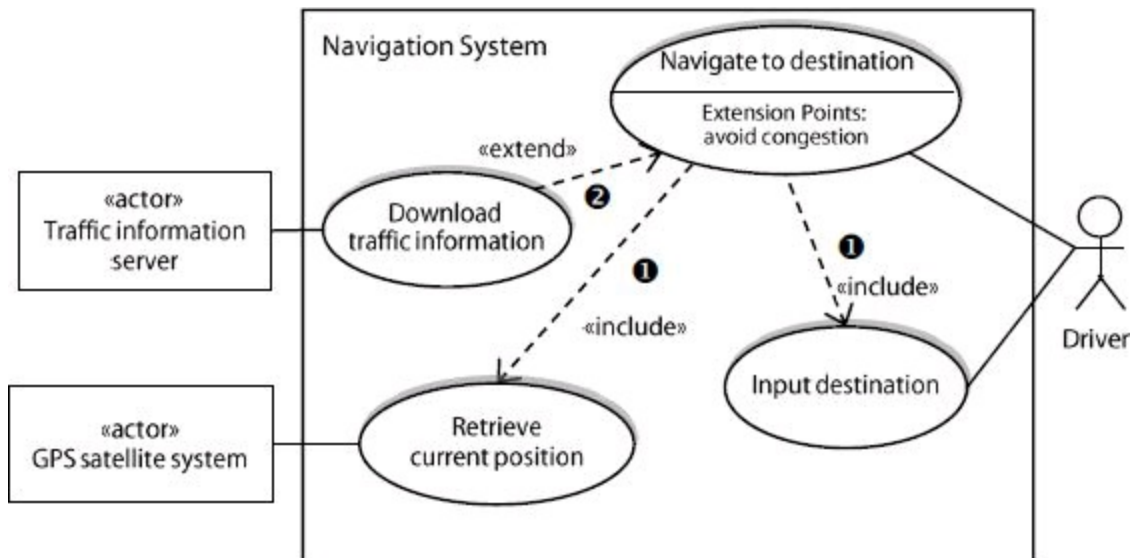 Navigation System
Navigate to destination
Extension Points:
avoid congestion
«extend»
❷
«actor»
Traffic information
server
Download
traffic information
❶
«include»
❶
«include»
Driver
Input destination
«actor»
GPS satellite system
Retrieve
current position